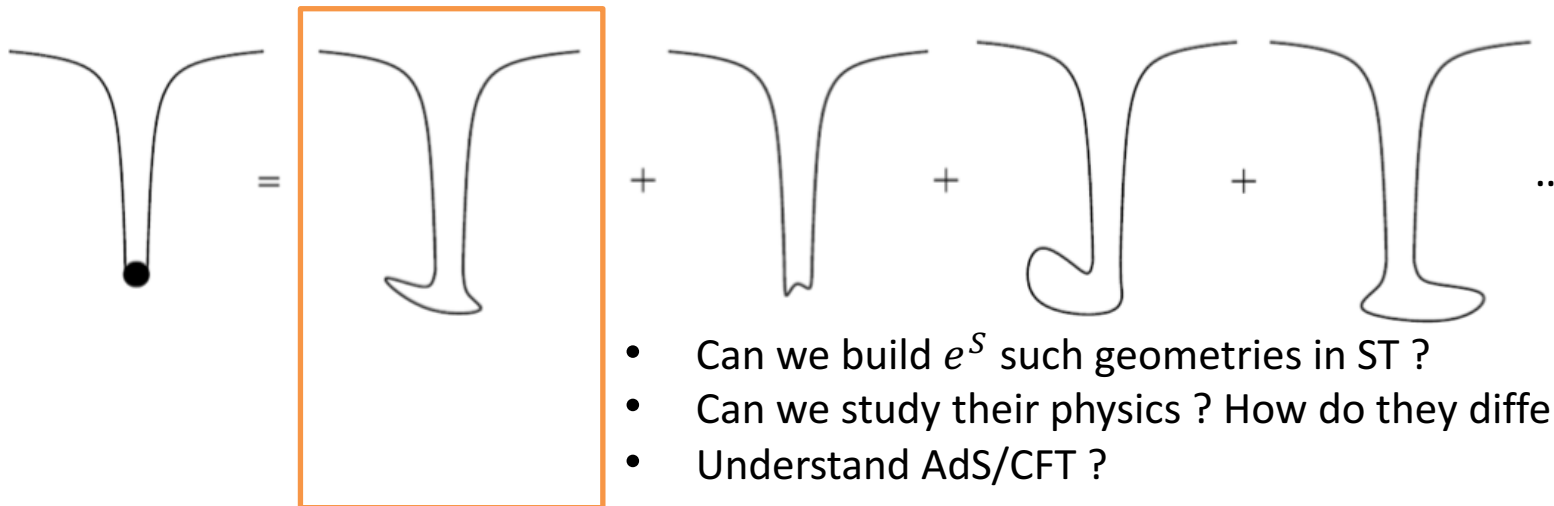 = + + + ..
• Can we build e^S such geometries in ST ?
• Can we study their physics ? How do they diffe
• Understand AdS/CFT ?